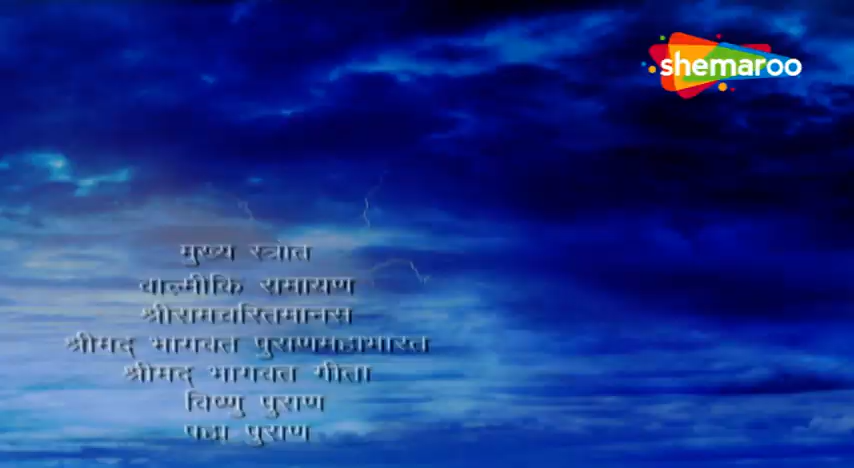 shemaroo
मुख्य स्त्रोत
वाल्मीकि रामायण
श्रीरामचरितमानस
श्रीमद् भागवत पुराणमहाभारत
श्रीमद् भागवत गीता
विष्णु पुराण
पद्म पुराण